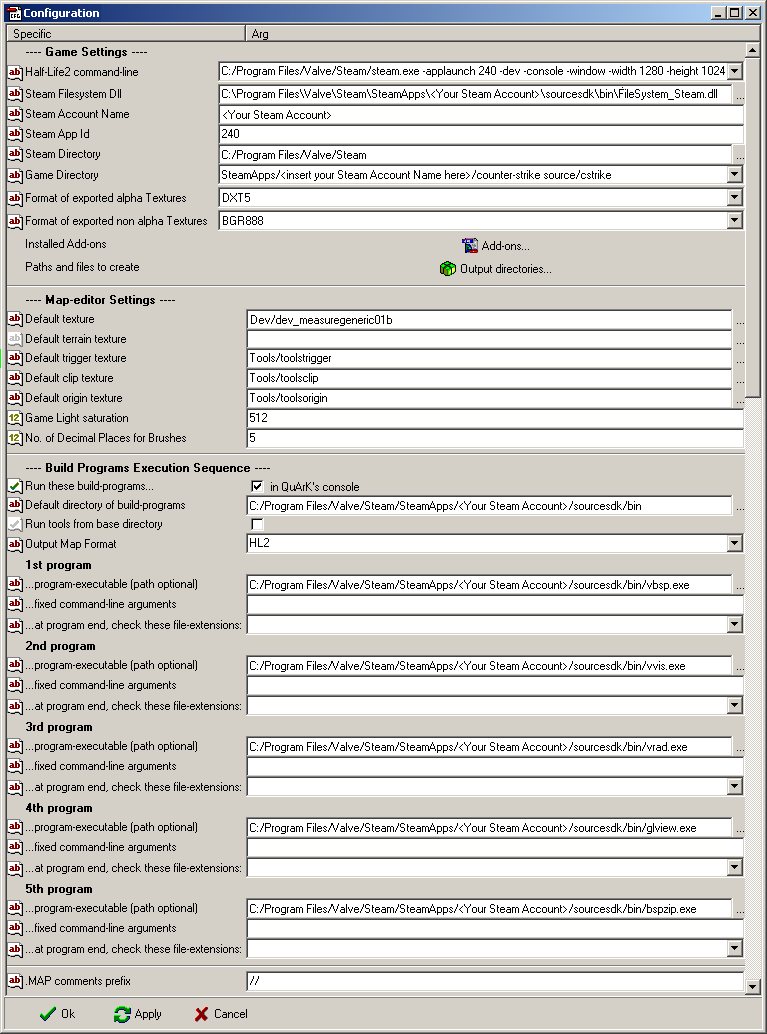 Configuration
Specific Arg
---- Game Settings ----
Half-Life2 command-line C:/Program Files/Valve/Steam/steam.exe -applaunch 240 -dev -console -window -width 1280 -height 1024
Steam Filesystem Dll C:\Program Files\Valve\Steam\SteamApps\<Your Steam Account>\sourcesdk\bin\FileSystem_Steam.dll ...
Steam Account Name <Your Steam Account>
Steam App Id 240
Steam Directory C:/Program Files/Valve/Steam ...
Game Directory SteamApps/<insert your Steam Account Name here>/counter-strike source/cstrike
Format of exported alpha Textures DXT5
Format of exported non alpha Textures BGR888
Installed Add-ons Add-ons...
Paths and files to create Output directories...
---- Map-editor Settings ----
Default texture Dev/dev_measuregeneric01b ...
Default terrain texture ...
Default trigger texture Tools/toolstrigger ...
Default clip texture Tools/toolsclip ...
Default origin texture Tools/toolsorigin ...
Game Light saturation 512
No. of Decimal Places for Brushes 5
---- Build Programs Execution Sequence ----
Run these build-programs... in QuArK's console
Default directory of build-programs C:/Program Files/Valve/Steam/SteamApps/<Your Steam Account>/sourcesdk/bin ...
Run tools from base directory
Output Map Format HL2
1st program
...program-executable (path optional) C:/Program Files/Valve/Steam/SteamApps/<Your Steam Account>/sourcesdk/bin/vbsp.exe ...
...fixed command-line arguments
...at program end, check these file-extensions:
2nd program
...program-executable (path optional) C:/Program Files/Valve/Steam/SteamApps/<Your Steam Account>/sourcesdk/bin/vvis.exe ...
...fixed command-line arguments
...at program end, check these file-extensions:
3rd program
...program-executable (path optional) C:/Program Files/Valve/Steam/SteamApps/<Your Steam Account>/sourcesdk/bin/vrad.exe ...
...fixed command-line arguments
...at program end, check these file-extensions:
4th program
...program-executable (path optional) C:/Program Files/Valve/Steam/SteamApps/<Your Steam Account>/sourcesdk/bin/glview.exe ...
...fixed command-line arguments
...at program end, check these file-extensions:
5th program
...program-executable (path optional) C:/Program Files/Valve/Steam/SteamApps/<Your Steam Account>/sourcesdk/bin/bspzip.exe ...
...fixed command-line arguments
...at program end, check these file-extensions:
.MAP comments prefix //
Ok Apply Cancel